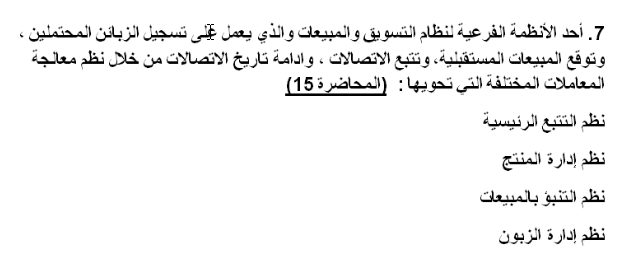 7. أحد الأنظمة الفرعية لنظام التسويق والمبيعات والذي يعمل على تسجيل الزبائن المحتملين ،
وتوقع المبيعات المستقبلية، وتتبع الاتصالات ، وادامة تاريخ الاتصالات من خلال نظم معالجة
المعاملات المختلفة التي تحويها : (المحاضرة 15)
نظم التتبع الرئيسية
نظم إدارة المنتج
نظم التنبؤ بالمبيعات
نظم إدارة الزبون